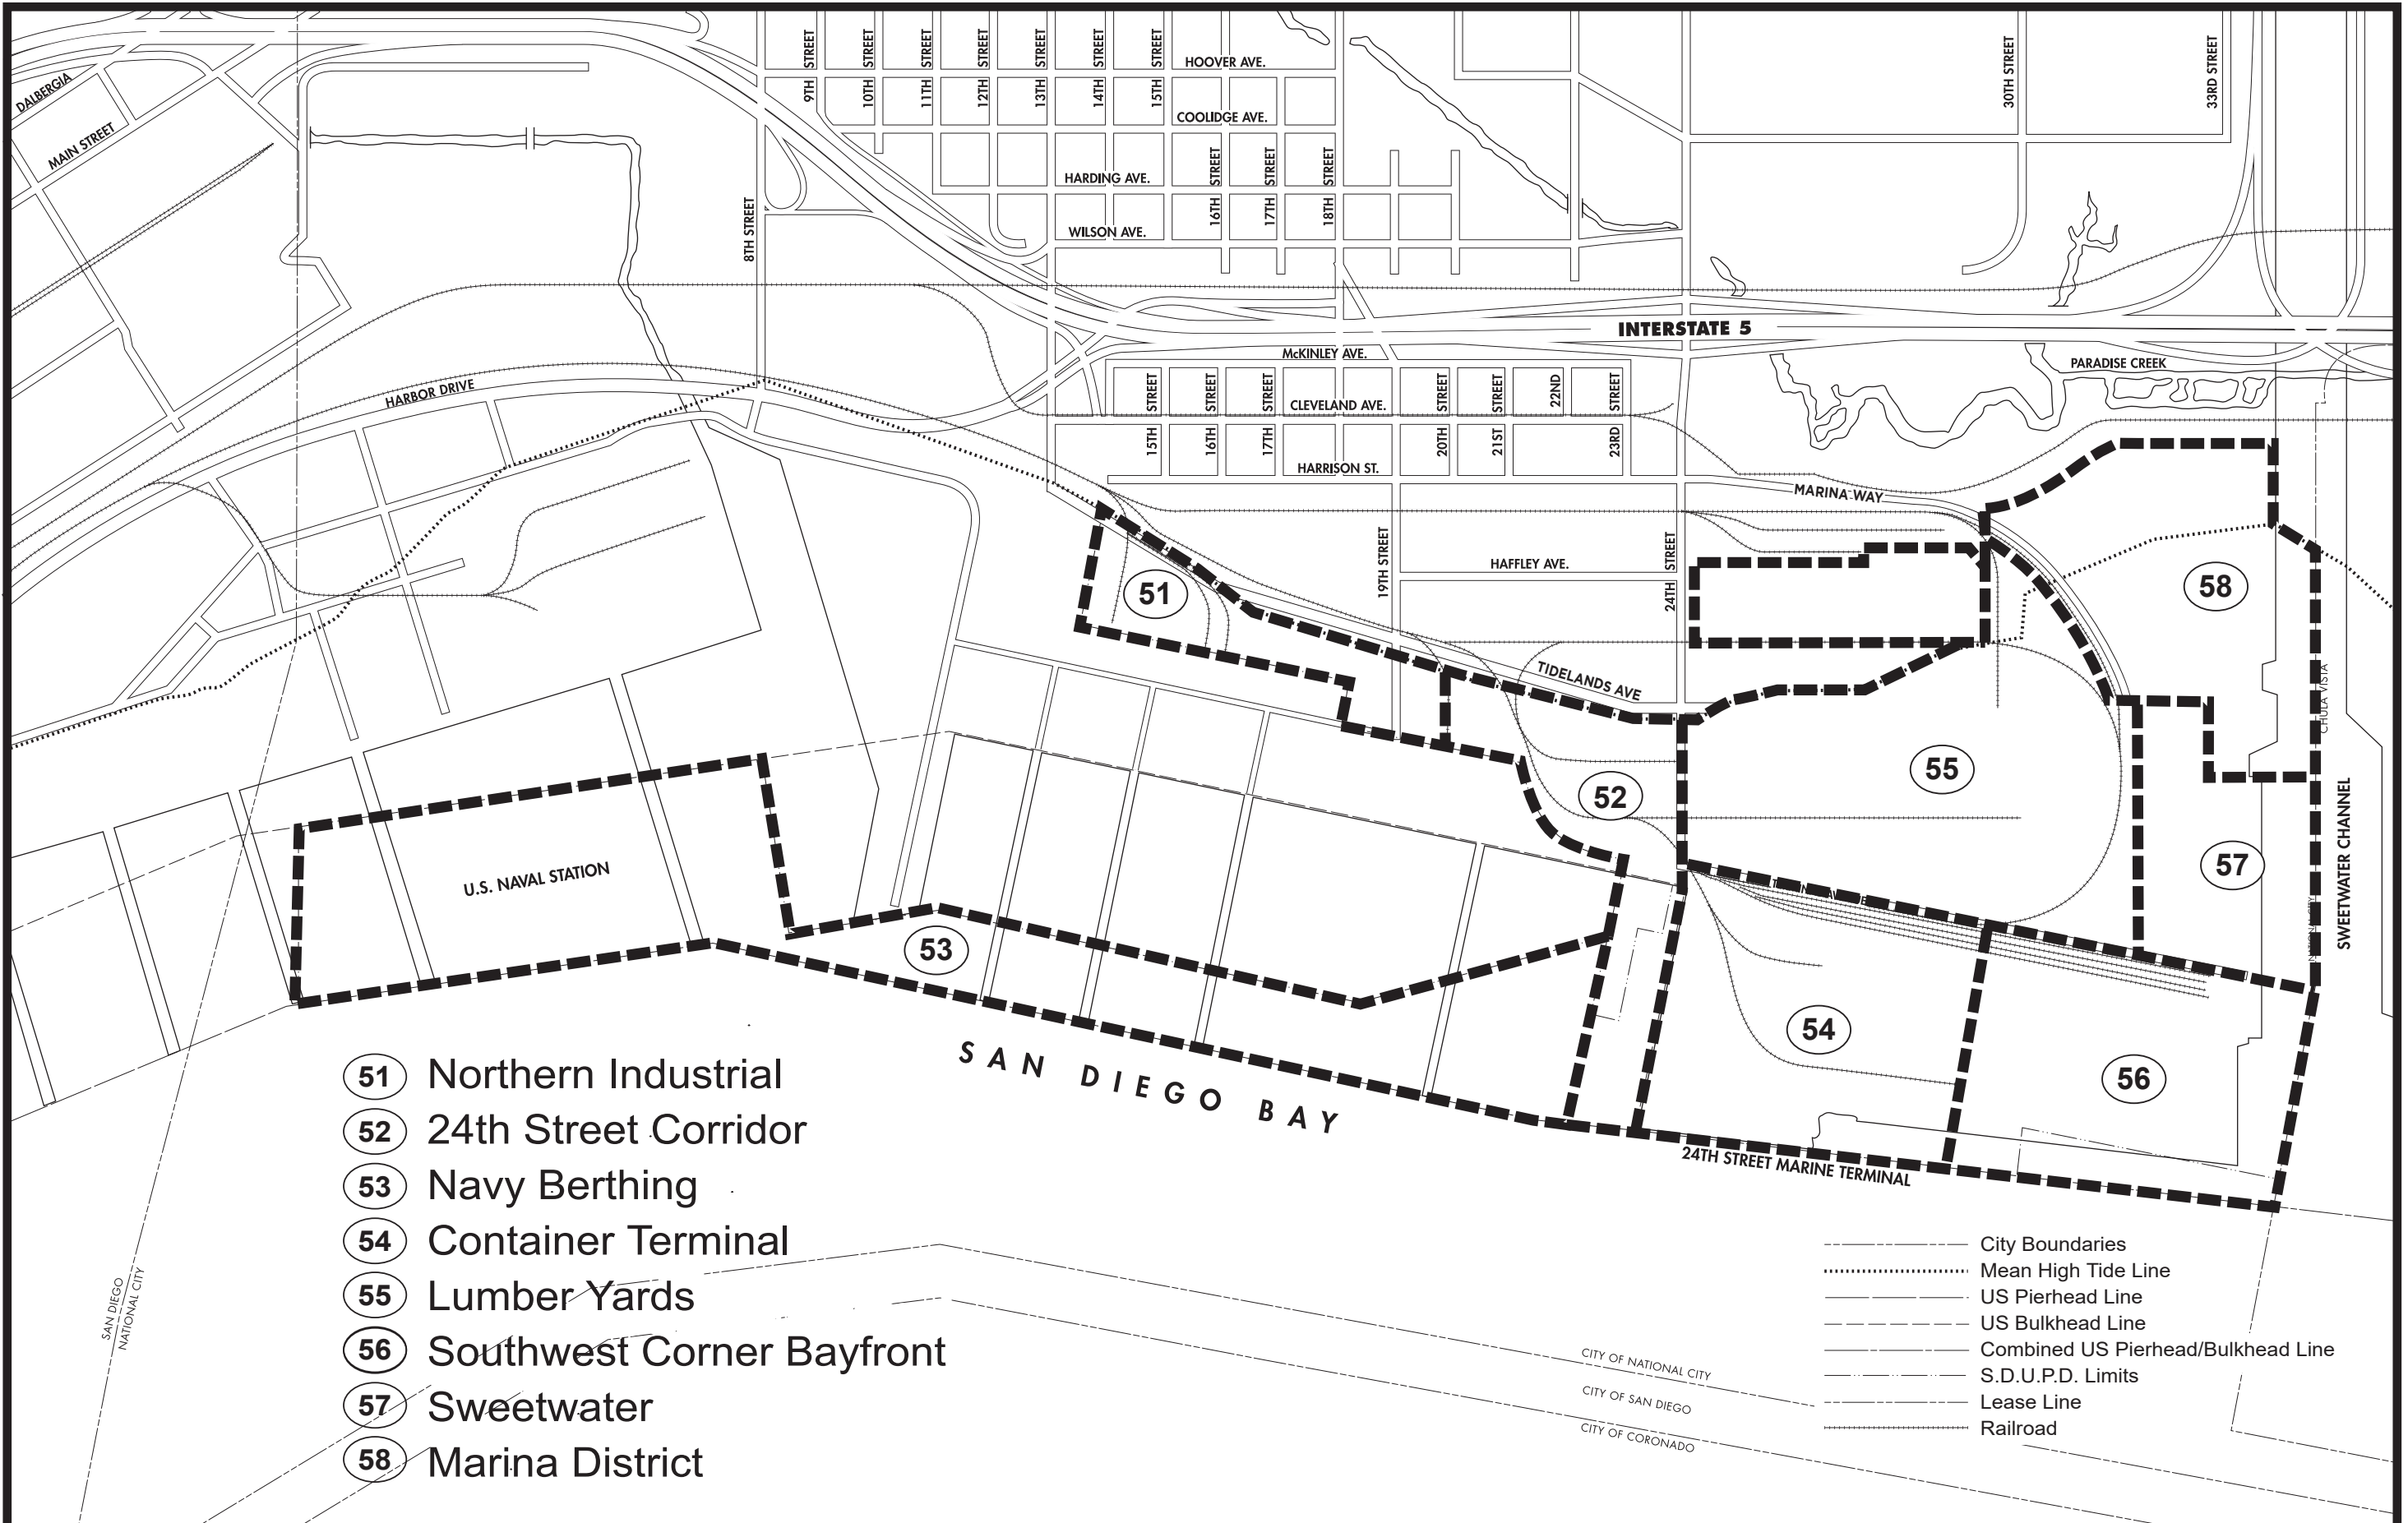 DALBERGIA
MAIN STREET
8TH STREET
9TH STREET
10TH STREET
11TH STREET
12TH STREET
13TH STREET
14TH STREET
15TH STREET
HOOVER AVE.
COOLIDGE AVE.
HARDING AVE.
WILSON AVE.
16TH STREET
17TH STREET
18TH STREET
30TH STREET
33RD STREET
INTERSTATE 5
McKINLEY AVE.
PARADISE CREEK
HARBOR DRIVE
15TH STREET
16TH STREET
17TH STREET
CLEVELAND AVE.
20TH STREET
21ST STREET
22ND
23RD STREET
HARRISON ST.
MARINA WAY
19TH STREET
HAFFLEY AVE.
24TH STREET
51
58
TIDELANDS AVE
CHULA VISTA
NATIONAL CITY
SWEETWATER CHANNEL
52
55
57
U.S. NAVAL STATION
53
54
56
SAN DIEGO BAY
24TH STREET MARINE TERMINAL
51 Northern Industrial
52 24th Street Corridor
53 Navy Berthing
54 Container Terminal
55 Lumber Yards
56 Southwest Corner Bayfront
57 Sweetwater
58 Marina District
SAN DIEGO
NATIONAL CITY
CITY OF NATIONAL CITY
CITY OF SAN DIEGO
CITY OF CORONADO
City Boundaries
Mean High Tide Line
US Pierhead Line
US Bulkhead Line
Combined US Pierhead/Bulkhead Line
S.D.U.P.D. Limits
Lease Line
Railroad